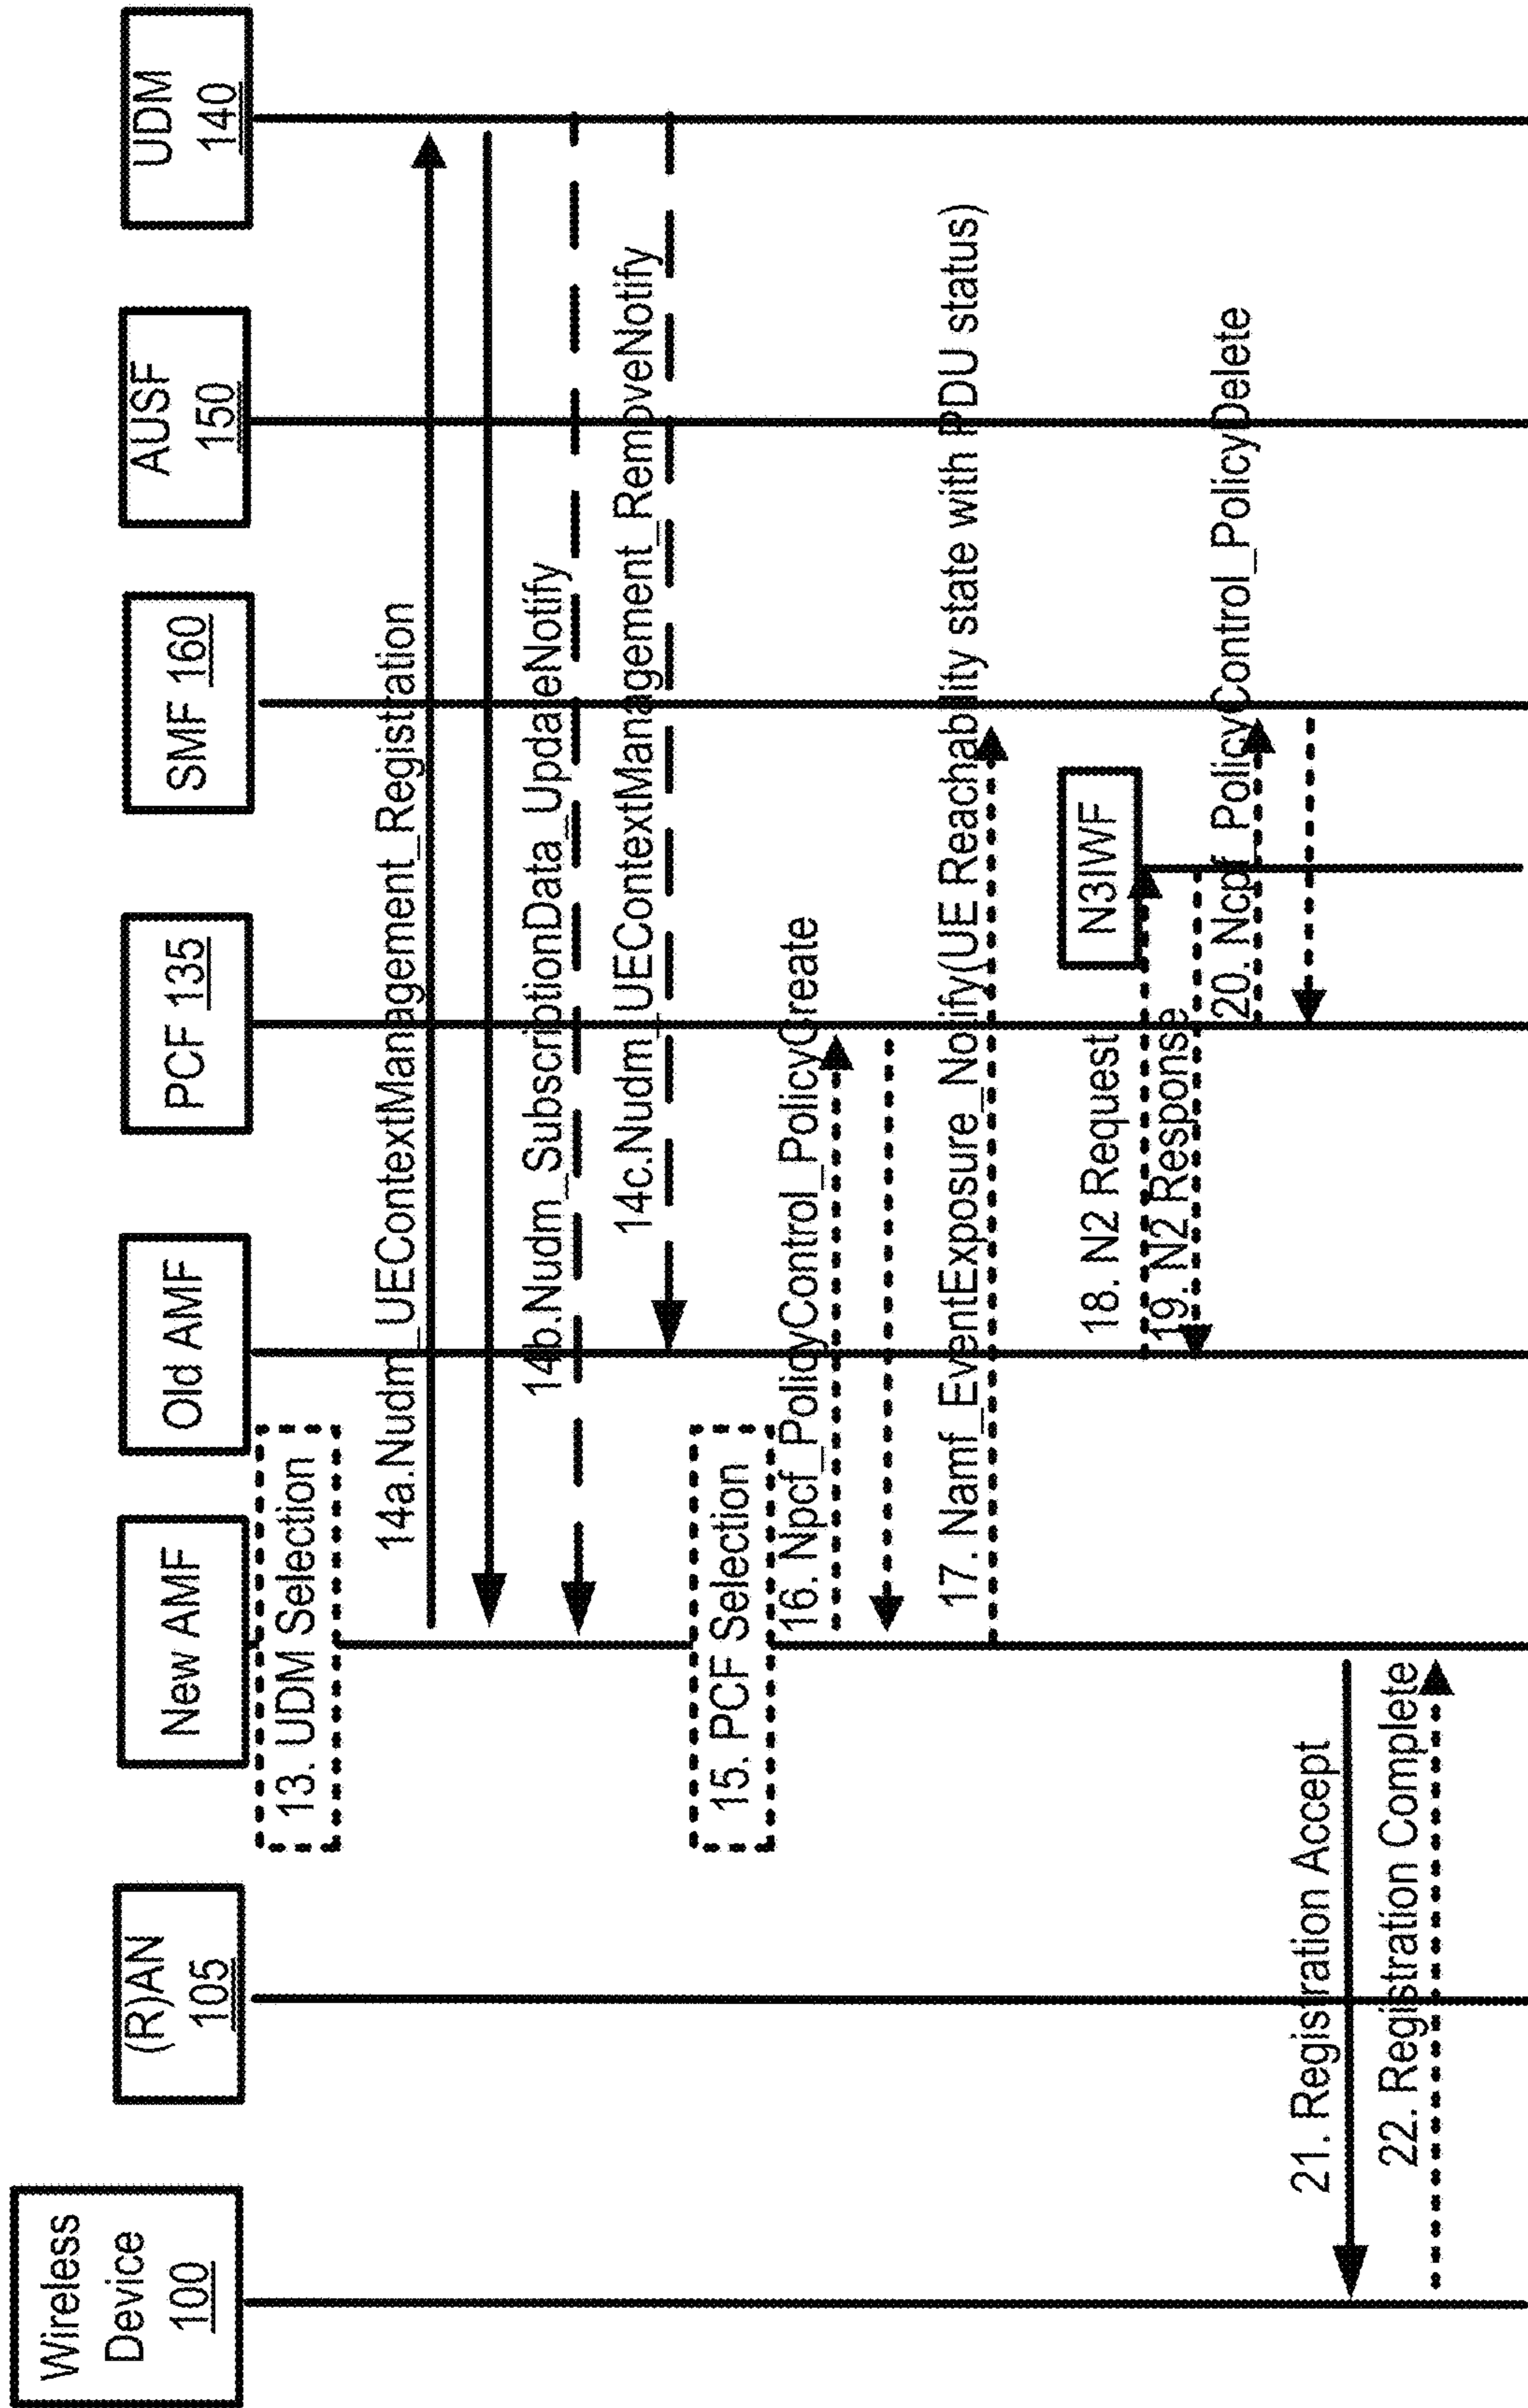 Wireless
Device
100
(R)AN
105
New AMF
Old AMF
PCF 135
SMF 160
AUSF
150
UDM
140
13. UDM Selection
14a.Nudm_UEContextManagement_Registration
14b.Nudm_SubscriptionData_UpdateNotify
14c.Nudm_UEContextManagement_RemoveNotify
15. PCF Selection
16. Npcf_PolicyControl_PolicyCreate
17. Namf_EventExposure_Notify(UE Reachability state with PDU status)
N3IWF
18. N2 Request
19. N2 Response
20. Ncpf_PolicyControl_PolicyDelete
21. Registration Accept
22. Registration Complete